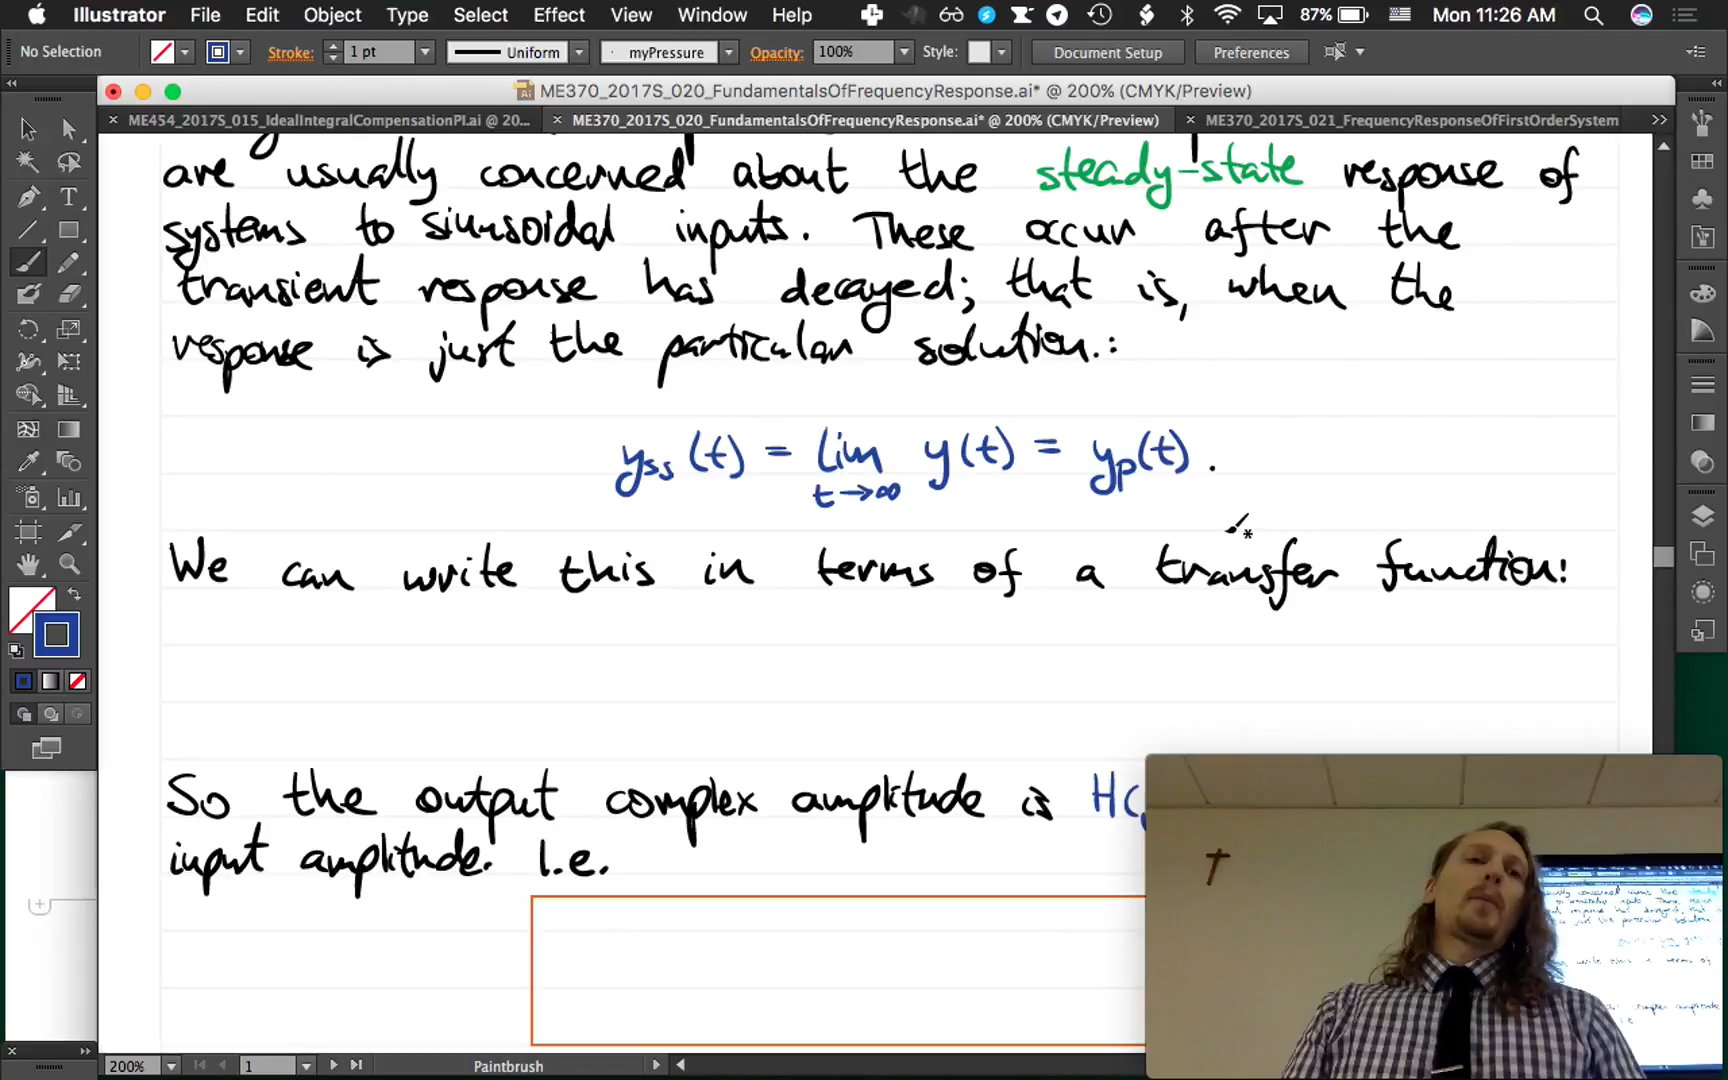 Illustrator File Edit Object Type Select Effect View Window Help 87% Mon 11:26 AM
No Selection Stroke: 1 pt Uniform myPressure Opacity: 100% Style: Document Setup Preferences
ME370_2017S_020_FundamentalsOfFrequencyResponse.ai* @ 200% (CMYK/Preview)
ME454_2017S_015_IdealIntegralCompensationPI.ai @ 20... ME370_2017S_020_FundamentalsOfFrequencyResponse.ai* @ 200% (CMYK/Preview) ME370_2017S_021_FrequencyResponseOfFirstOrderSystem
are usually concerned about the steady-state response of
systems to siunsoidal inputs. These occur after the
transient response has decayed; that is, when the
response is just the particular solution.:
yss(t) = lim t→∞ y(t) = yp(t).
We can write this in terms of a transfer function:
So the output complex amplitude is H(
input amplitude. I.e.
200% 1 Paintbrush